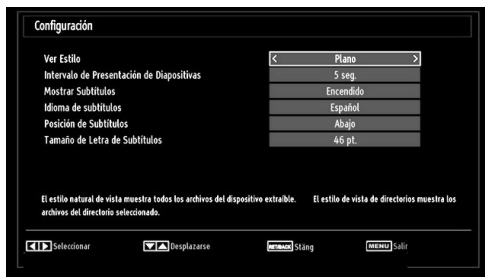 Configuración
Ver Estilo < Plano >
Intervalo de Presentación de Diapositivas 5 seg.
Mostrar Subtítulos Encendido
Idioma de subtítulos Español
Posición de Subtítulos Abajo
Tamaño de Letra de Subtítulos 46 pt.
El estilo natural de vista muestra todos los archivos del dispositivo extraíble. El estilo de vista de directorios muestra los
archivos del directorio seleccionado.
Seleccionar Desplazarse RET/BACK Stäng MENU Salir